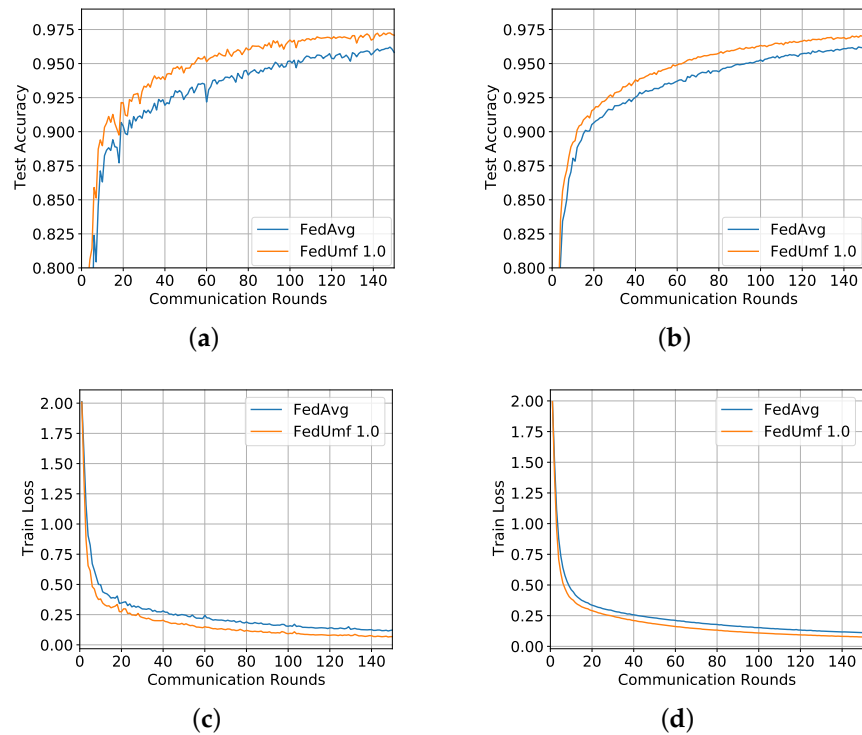 0.975
0.950
0.925
0.900
0.875
0.850
0.825
0.800
Test Accuracy
0 20 40 60 80 100 120 140
Communication Rounds
FedAvg
FedUmf 1.0
(a)
0.975
0.950
0.925
0.900
0.875
0.850
0.825
0.800
Test Accuracy
0 20 40 60 80 100 120 140
Communication Rounds
FedAvg
FedUmf 1.0
(b)
2.00
1.75
1.50
1.25
1.00
0.75
0.50
0.25
0.00
Train Loss
0 20 40 60 80 100 120 140
Communication Rounds
FedAvg
FedUmf 1.0
(c)
2.00
1.75
1.50
1.25
1.00
0.75
0.50
0.25
0.00
Train Loss
0 20 40 60 80 100 120 140
Communication Rounds
FedAvg
FedUmf 1.0
(d)